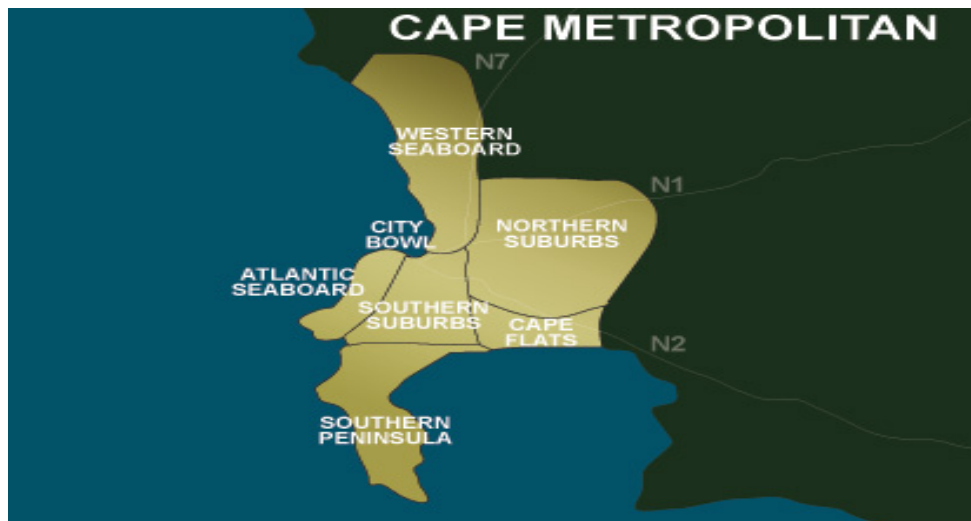 CAPE METROPOLITAN
N7
WESTERN
SEABOARD
N1
CITY
BOWL
NORTHERN
SUBURBS
ATLANTIC
SEABOARD
SOUTHERN
SUBURBS
CAPE
FLATS
N2
SOUTHERN
PENINSULA